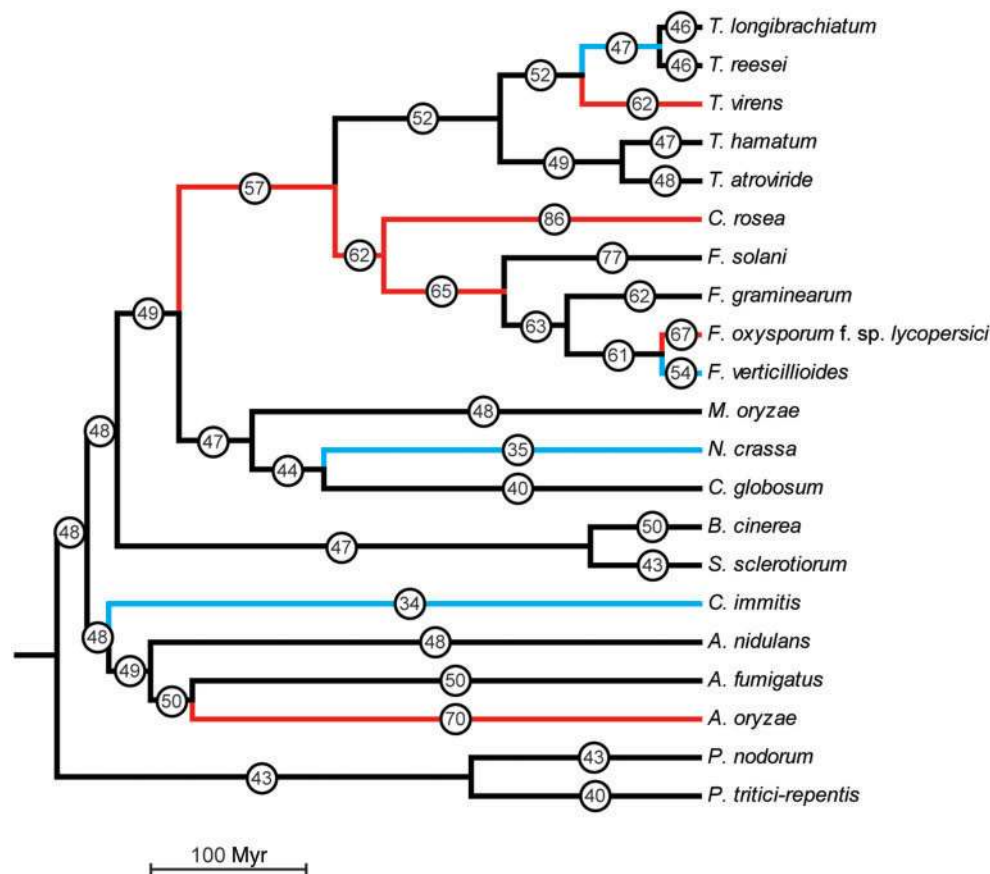 46 T. longibrachiatum
47
46 T. reesei
52
62 T. virens
52
47 T. hamatum
49
48 T. atroviride
57
86 C. rosea
62
77 F. solani
65
62 F. graminearum
63
49
67 F. oxysporum f. sp. lycopersici
61
54 F. verticillioides
48 M. oryzae
48
47
35 N. crassa
44
40 C. globosum
50 B. cinerea
48
47
43 S. sclerotiorum
34 C. immitis
48
48 A. nidulans
49
50 A. fumigatus
50
70 A. oryzae
43 P. nodorum
43
40 P. tritici-repentis
100 Myr